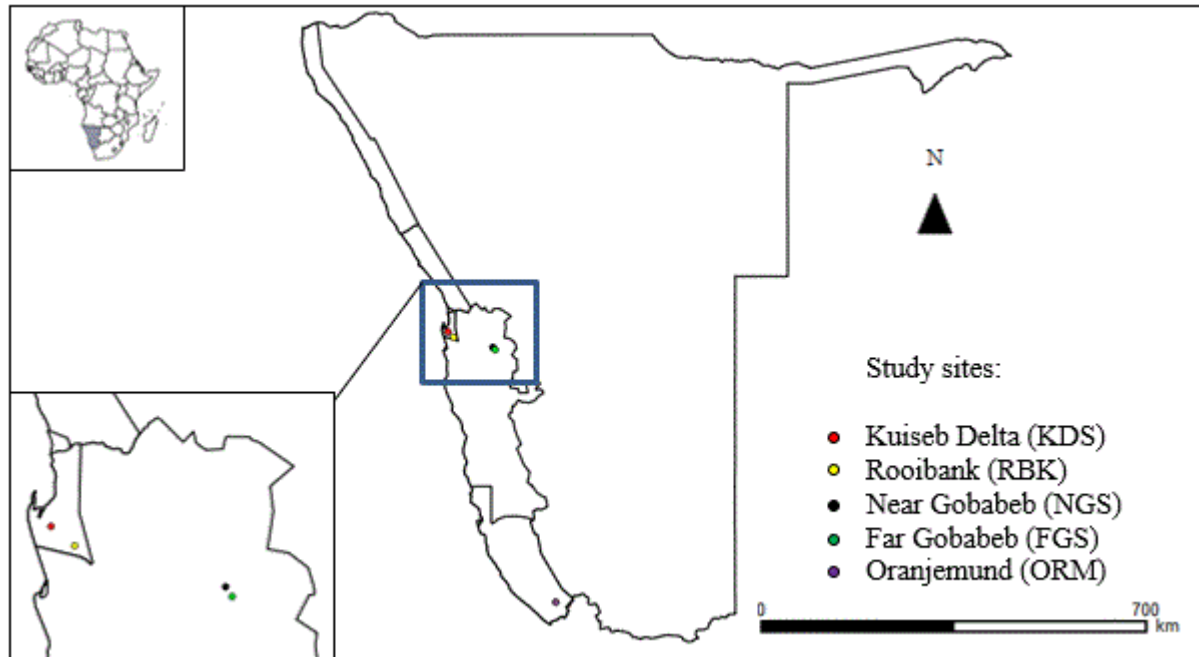 N
Study sites:
Kuiseb Delta (KDS)
Rooibank (RBK)
Near Gobabeb (NGS)
Far Gobabeb (FGS)
Oranjemund (ORM)
0 700
km